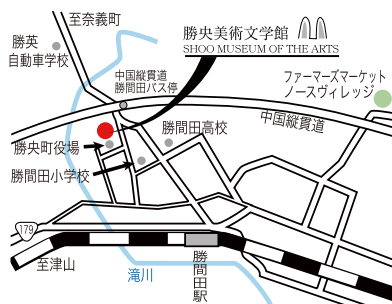 至奈義町
勝央美術文学館
SHOO MUSEUM OF THE ARTS
勝英
自動車学校
中国縦貫道
勝間田バス停
ファーマーズマーケット
ノースヴィレッジ
中国縦貫道
勝間田高校
勝央町役場
勝間田小学校
179
至津山
滝川
勝間田駅